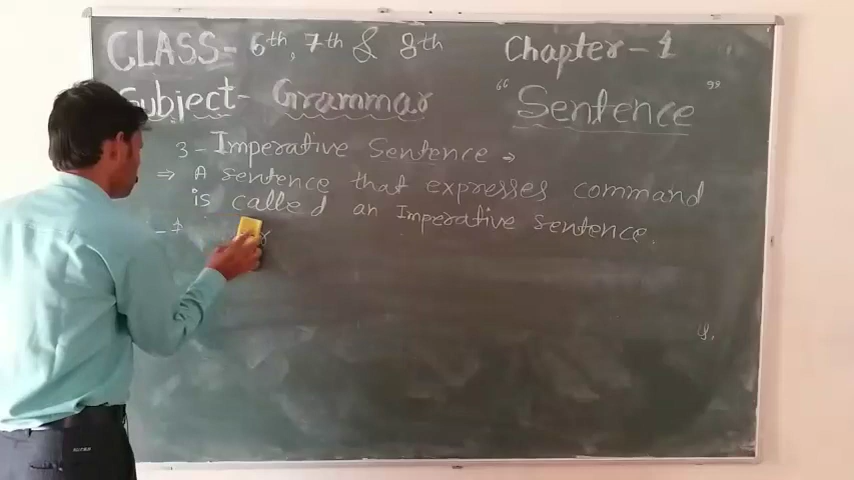 CLASS- 6th, 7th & 8th
Chapter-1
Subject- Grammar
"Sentence"
3- Imperative Sentence →
⇒ A sentence that expresses command
is called an Imperative sentence.